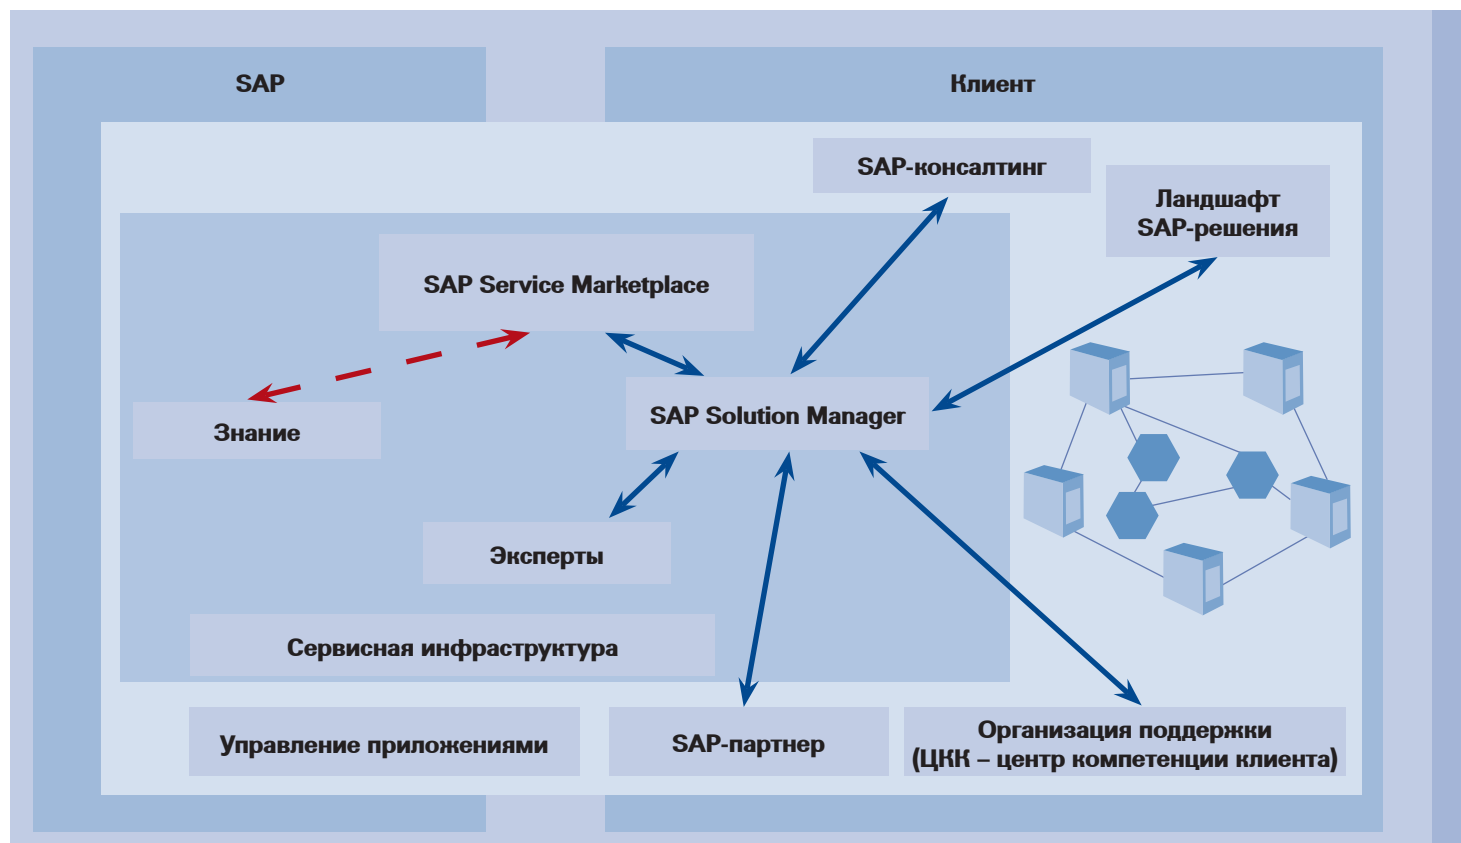 SAP
Клиент
SAP-консалтинг
Ландшафт
SAP-решения
SAP Service Marketplace
SAP Solution Manager
Знание
Эксперты
Сервисная инфраструктура
Управление приложениями
SAP-партнер
Организация поддержки
(ЦКК – центр компетенции клиента)